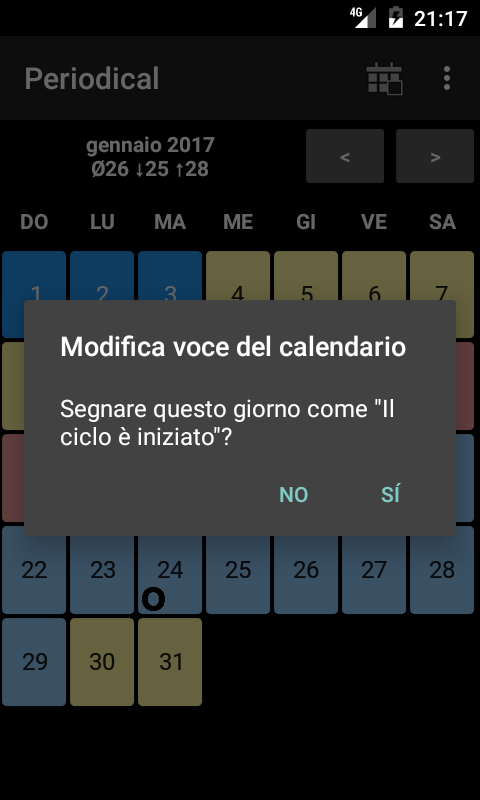 4G 21:17
Periodical
gennaio 2017
Ø26 ↓25 ↑28
< >
DO LU MA ME GI VE SA
1 2 3 4 5 6 7
Modifica voce del calendario
Segnare questo giorno come "Il
ciclo è iniziato"?
NO SÍ
22 23 24 25 26 27 28
O
29 30 31